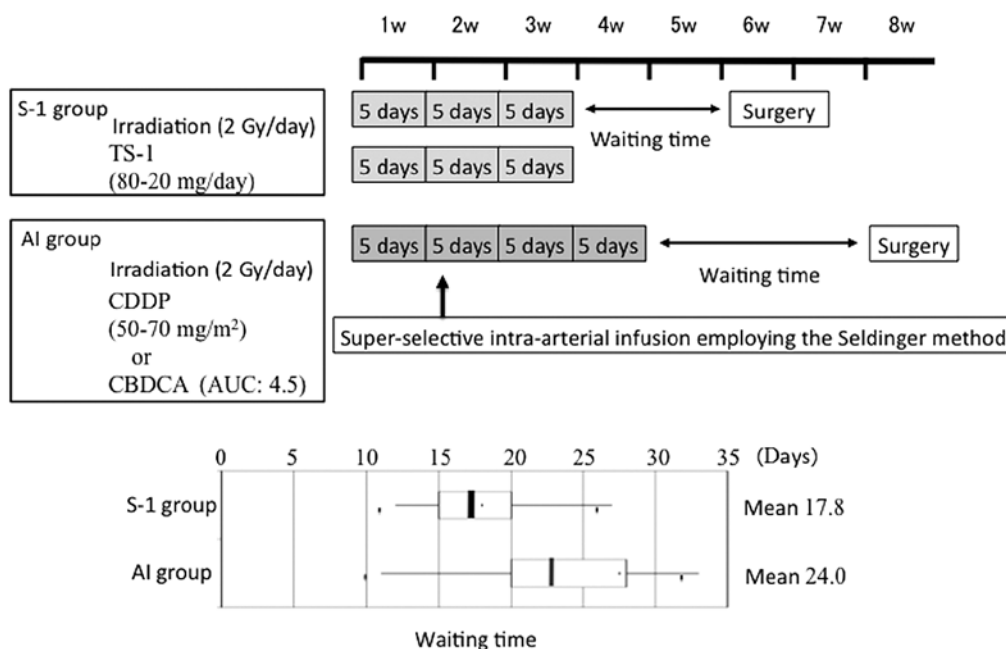 1w 2w 3w 4w 5w 6w 7w 8w
S-1 group
Irradiation (2 Gy/day)
TS-1
(80-20 mg/day)
5 days 5 days 5 days
Waiting time
Surgery
5 days 5 days 5 days
AI group
Irradiation (2 Gy/day)
CDDP
(50-70 mg/m²)
or
CBDCA (AUC: 4.5)
5 days 5 days 5 days 5 days
Waiting time
Surgery
Super-selective intra-arterial infusion employing the Seldinger method
0 5 10 15 20 25 30 35 (Days)
S-1 group Mean 17.8
AI group Mean 24.0
Waiting time